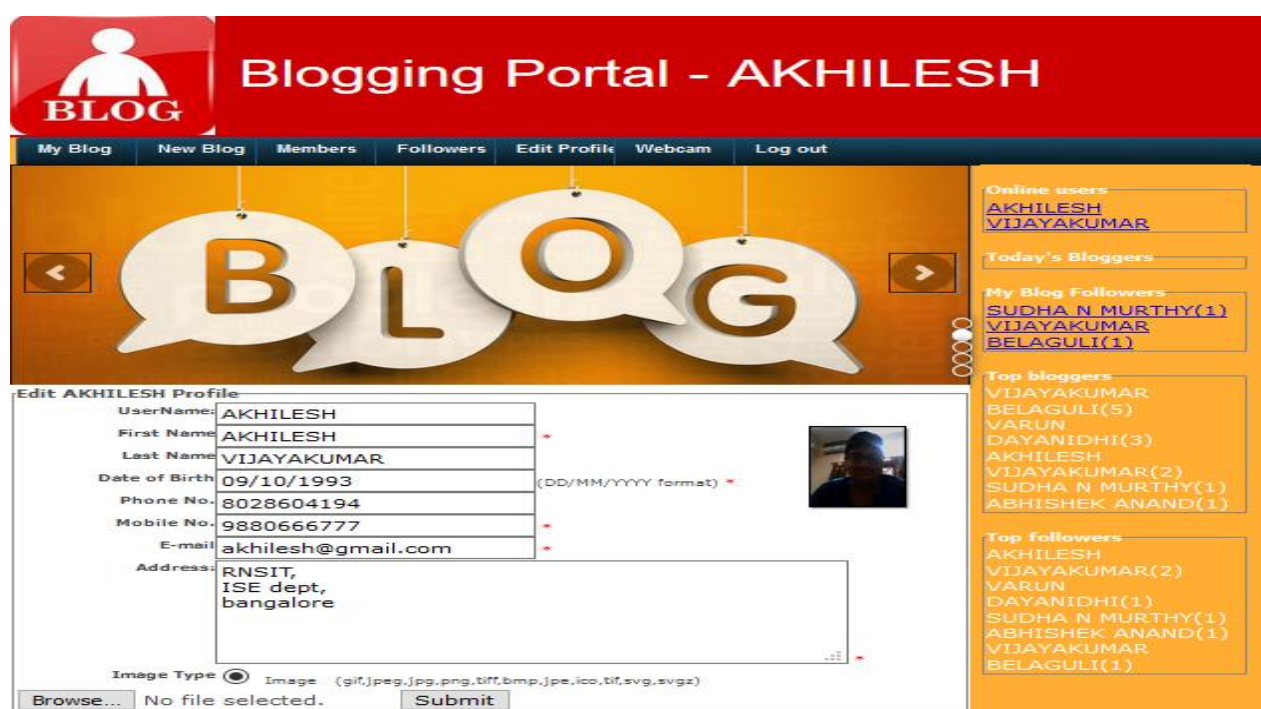 BLOG
Blogging Portal - AKHILESH
My Blog New Blog Members Followers Edit Profile Webcam Log out
BLOG
Edit AKHILESH Profile
UserName: AKHILESH
First Name AKHILESH *
Last Name VIJAYAKUMAR
Date of Birth 09/10/1993 (DD/MM/YYYY format) *
Phone No. 8028604194
Mobile No. 9880666777 *
E-mail akhilesh@gmail.com *
Address: RNSIT,
ISE dept,
bangalore
*
Image Type Image (gif,jpeg,jpg,png,tiff,bmp,jpe,ico,tif,svg,svgz)
Browse... No file selected. Submit
Online users
AKHILESH
VIJAYAKUMAR
Today's Bloggers
My Blog Followers
SUDHA N MURTHY(1)
VIJAYAKUMAR
BELAGULI(1)
Top bloggers
VIJAYAKUMAR
BELAGULI(5)
VARUN
DAYANIDHI(3)
AKHILESH
VIJAYAKUMAR(2)
SUDHA N MURTHY(1)
ABHISHEK ANAND(1)
Top followers
AKHILESH
VIJAYAKUMAR(2)
VARUN
DAYANIDHI(1)
SUDHA N MURTHY(1)
ABHISHEK ANAND(1)
VIJAYAKUMAR
BELAGULI(1)